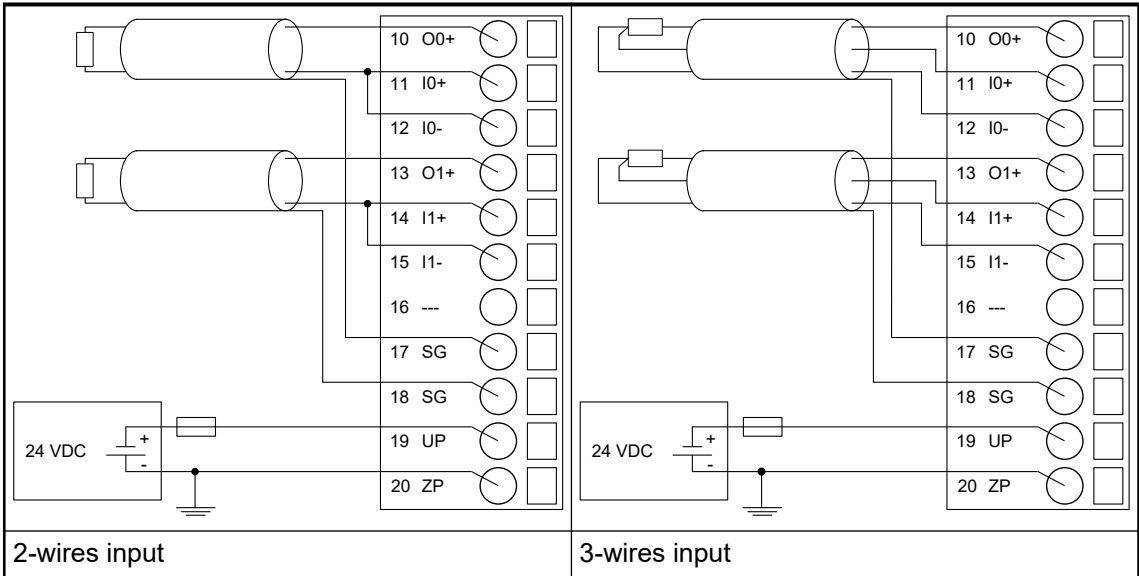 10 O0+
11 I0+
12 I0-
13 O1+
14 I1+
15 I1-
16 ---
17 SG
18 SG
19 UP
20 ZP
24 VDC
+
-
2-wires input
10 O0+
11 I0+
12 I0-
13 O1+
14 I1+
15 I1-
16 ---
17 SG
18 SG
19 UP
20 ZP
24 VDC
+
-
3-wires input